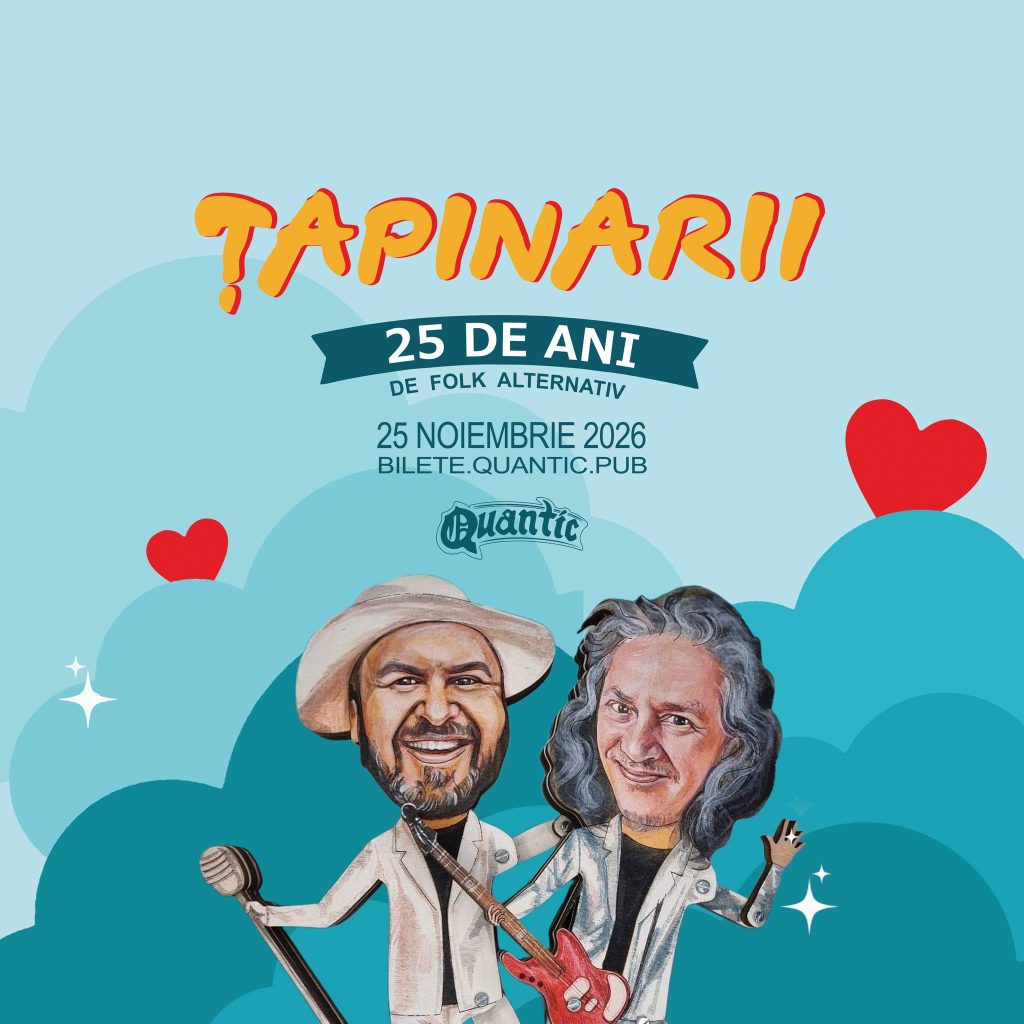 ȚAPINARII
25 DE ANI
DE FOLK ALTERNATIV
25 NOIEMBRIE 2026
BILETE.QUANTIC.PUB
Quantic